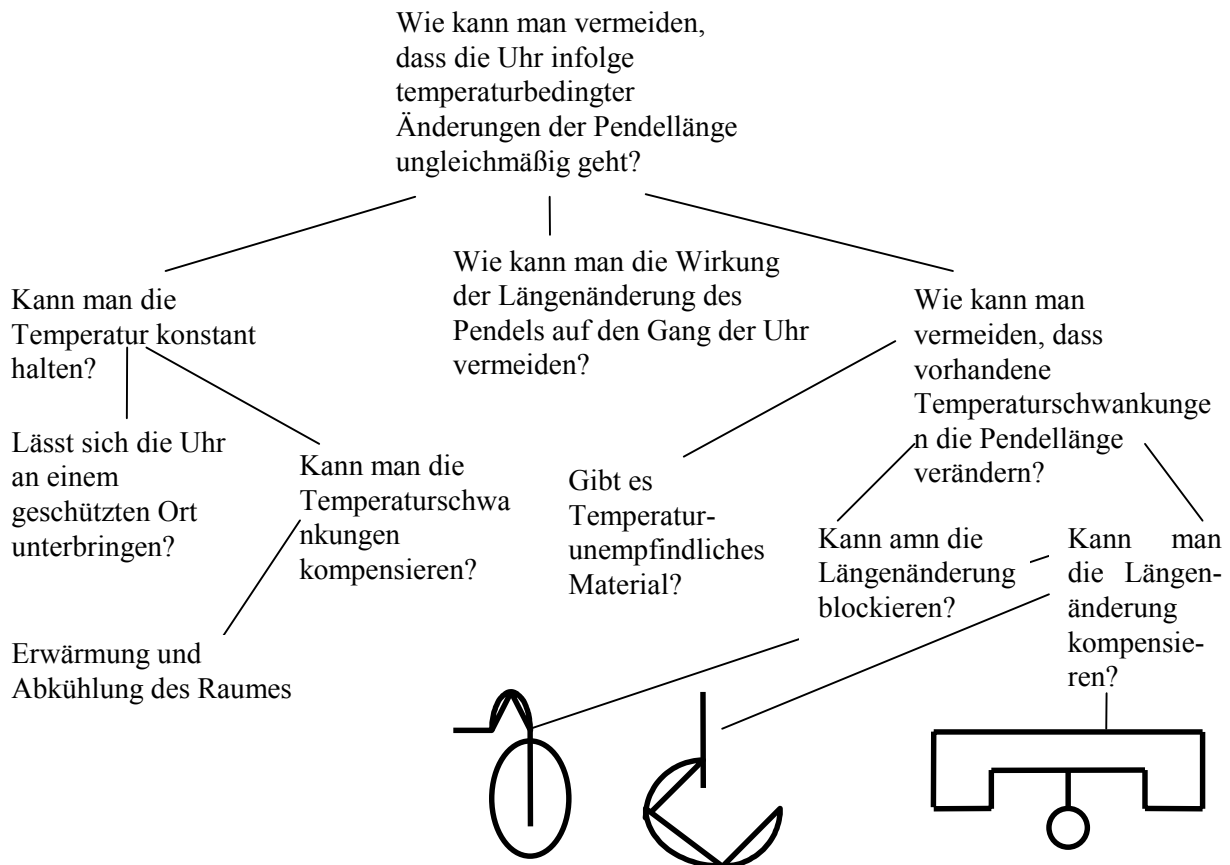 Wie kann man vermeiden,
dass die Uhr infolge
temperaturbedingter
Änderungen der Pendellänge
ungleichmäßig geht?
Kann man die
Temperatur konstant
halten?
Wie kann man die Wirkung
der Längenänderung des
Pendels auf den Gang der Uhr
vermeiden?
Wie kann man
vermeiden, dass
vorhandene
Temperaturschwankunge
n die Pendellänge
verändern?
Lässt sich die Uhr
an einem
geschützten Ort
unterbringen?
Kann man die
Temperaturschwa
nkungen
kompensieren?
Gibt es
Temperatur-
unempfindliches
Material?
Kann amn die
Längenänderung
blockieren?
Kann man
die Längen-
änderung
kompensie-
ren?
Erwärmung und
Abkühlung des Raumes